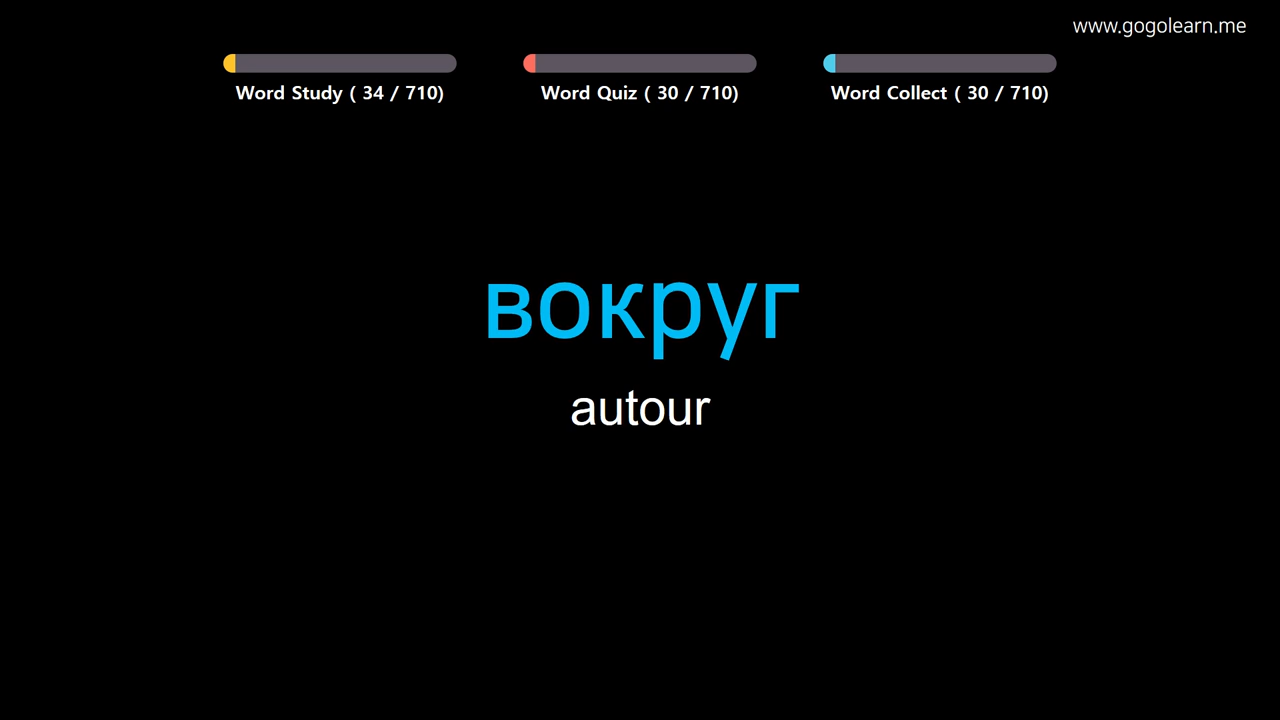 www.gogolearn.me
Word Study ( 34 / 710)
Word Quiz ( 30 / 710)
Word Collect ( 30 / 710)
вокруг
autour